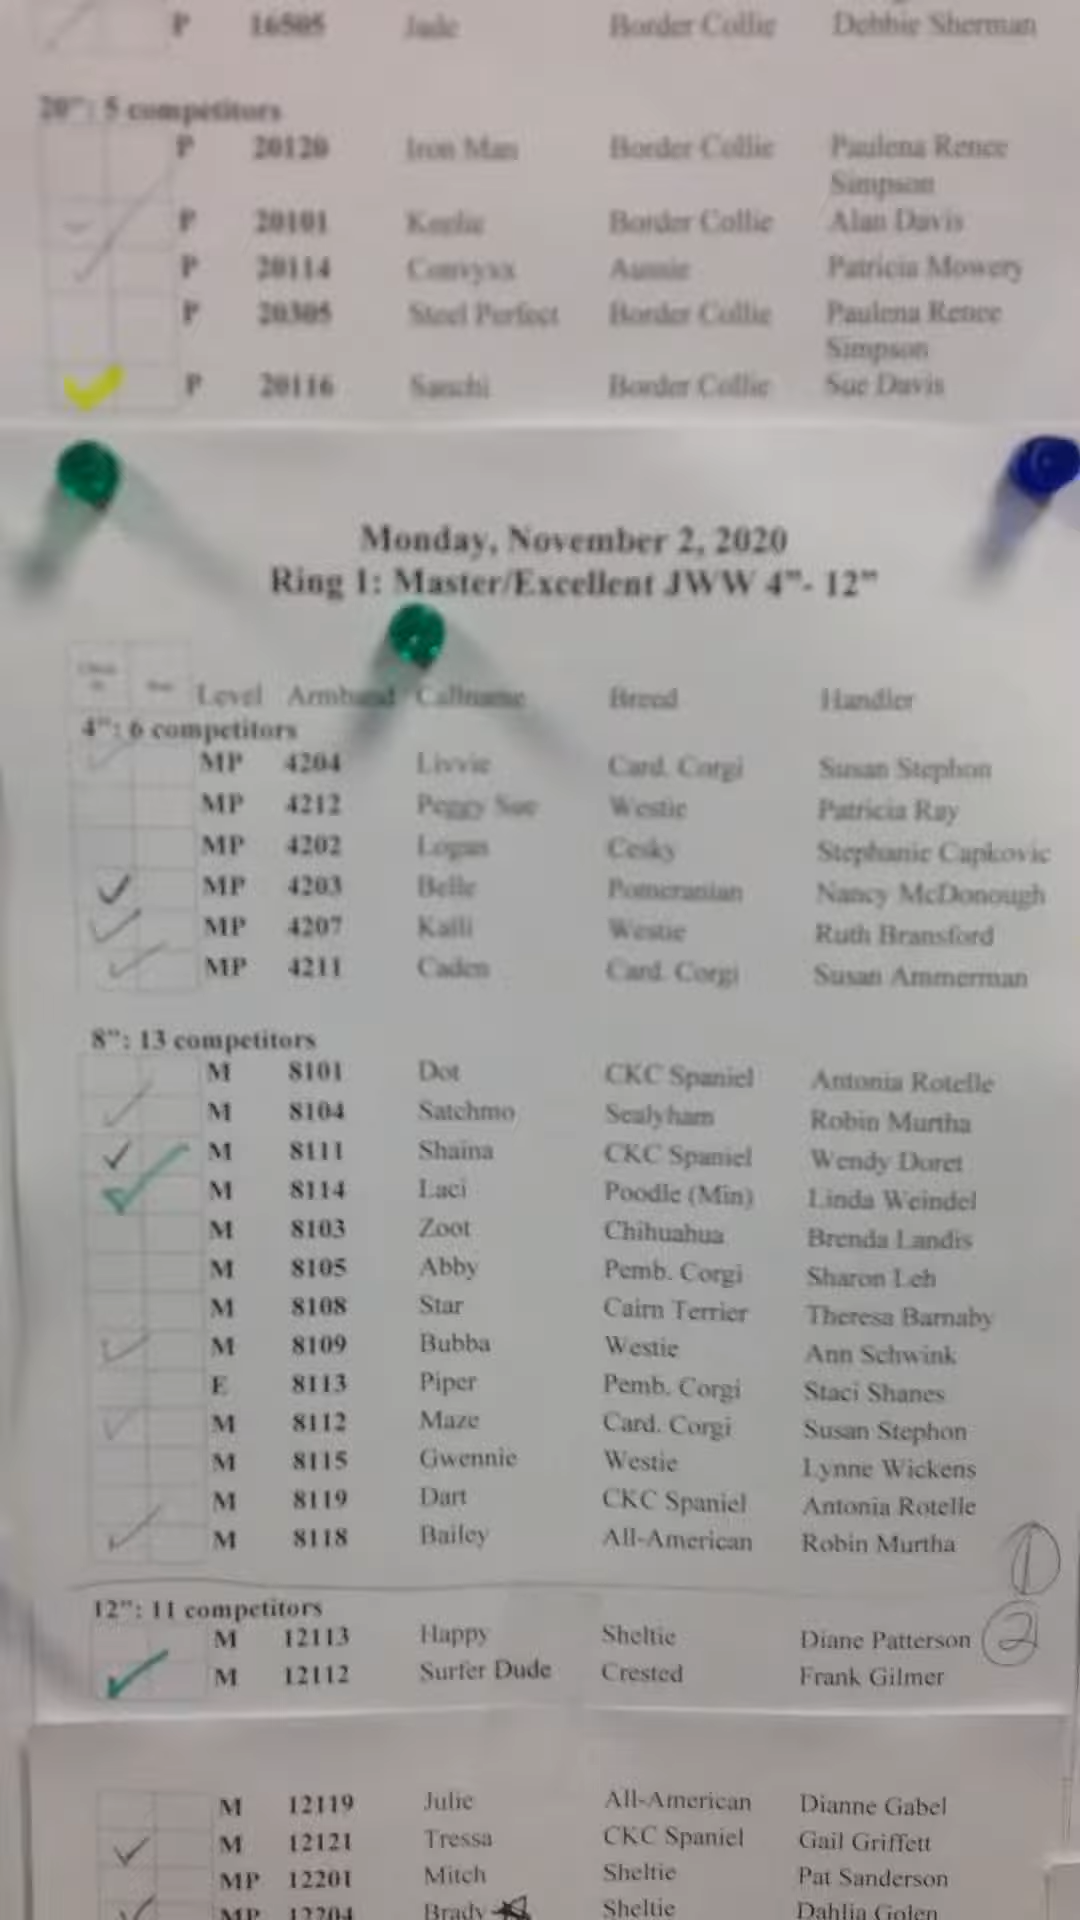 P 16505 Jade Border Collie Debbie Sherman
20": 5 competitors
P 20120 Iron Man Border Collie Paulena Renee
Simpson
P 20101 Keelie Border Collie Alan Davis
P 20114 Aussie Patricia Mowery
P 20305 Steel Perfect Border Collie Paulena Renee
Simpson
P 20116 Sanchi Border Collie Sue Davis
Monday, November 2, 2020
Ring 1: Master/Excellent JWW 4"- 12"
Level Armband Callname Breed Handler
4": 6 competitors
MP 4204 Livvie Card. Corgi Susan Stephon
MP 4212 Peggy Sue Westie Patricia Ray
MP 4202 Logan Cesky Stephanie Capkovic
MP 4203 Belle Pomeranian Nancy McDonough
MP 4207 Kalli Westie Ruth Bransford
MP 4211 Caden Card. Corgi Susan Ammerman
8": 13 competitors
M 8101 Dot CKC Spaniel Antonia Rotelle
M 8104 Satchmo Sealyham Robin Murtha
M 8111 Shaina CKC Spaniel Wendy Doret
M 8114 Laci Poodle (Min) Linda Weindel
M 8103 Zoot Chihuahua Brenda Landis
M 8105 Abby Pemb. Corgi Sharon Leh
M 8108 Star Cairn Terrier Theresa Barnaby
M 8109 Bubba Westie Ann Schwink
E 8113 Piper Pemb. Corgi Staci Shanes
M 8112 Maze Card. Corgi Susan Stephon
M 8115 Gwennie Westie Lynne Wickens
M 8119 Dart CKC Spaniel Antonia Rotelle
M 8118 Bailey All-American Robin Murtha
1
12": 11 competitors
M 12113 Happy Sheltie Diane Patterson 2
M 12112 Surfer Dude Crested Frank Gilmer
M 12119 Julie All-American Dianne Gabel
M 12121 Tressa CKC Spaniel Gail Griffett
MP 12201 Mitch Sheltie Pat Sanderson
MP 12204 Brady Sheltie Dahlia Golen